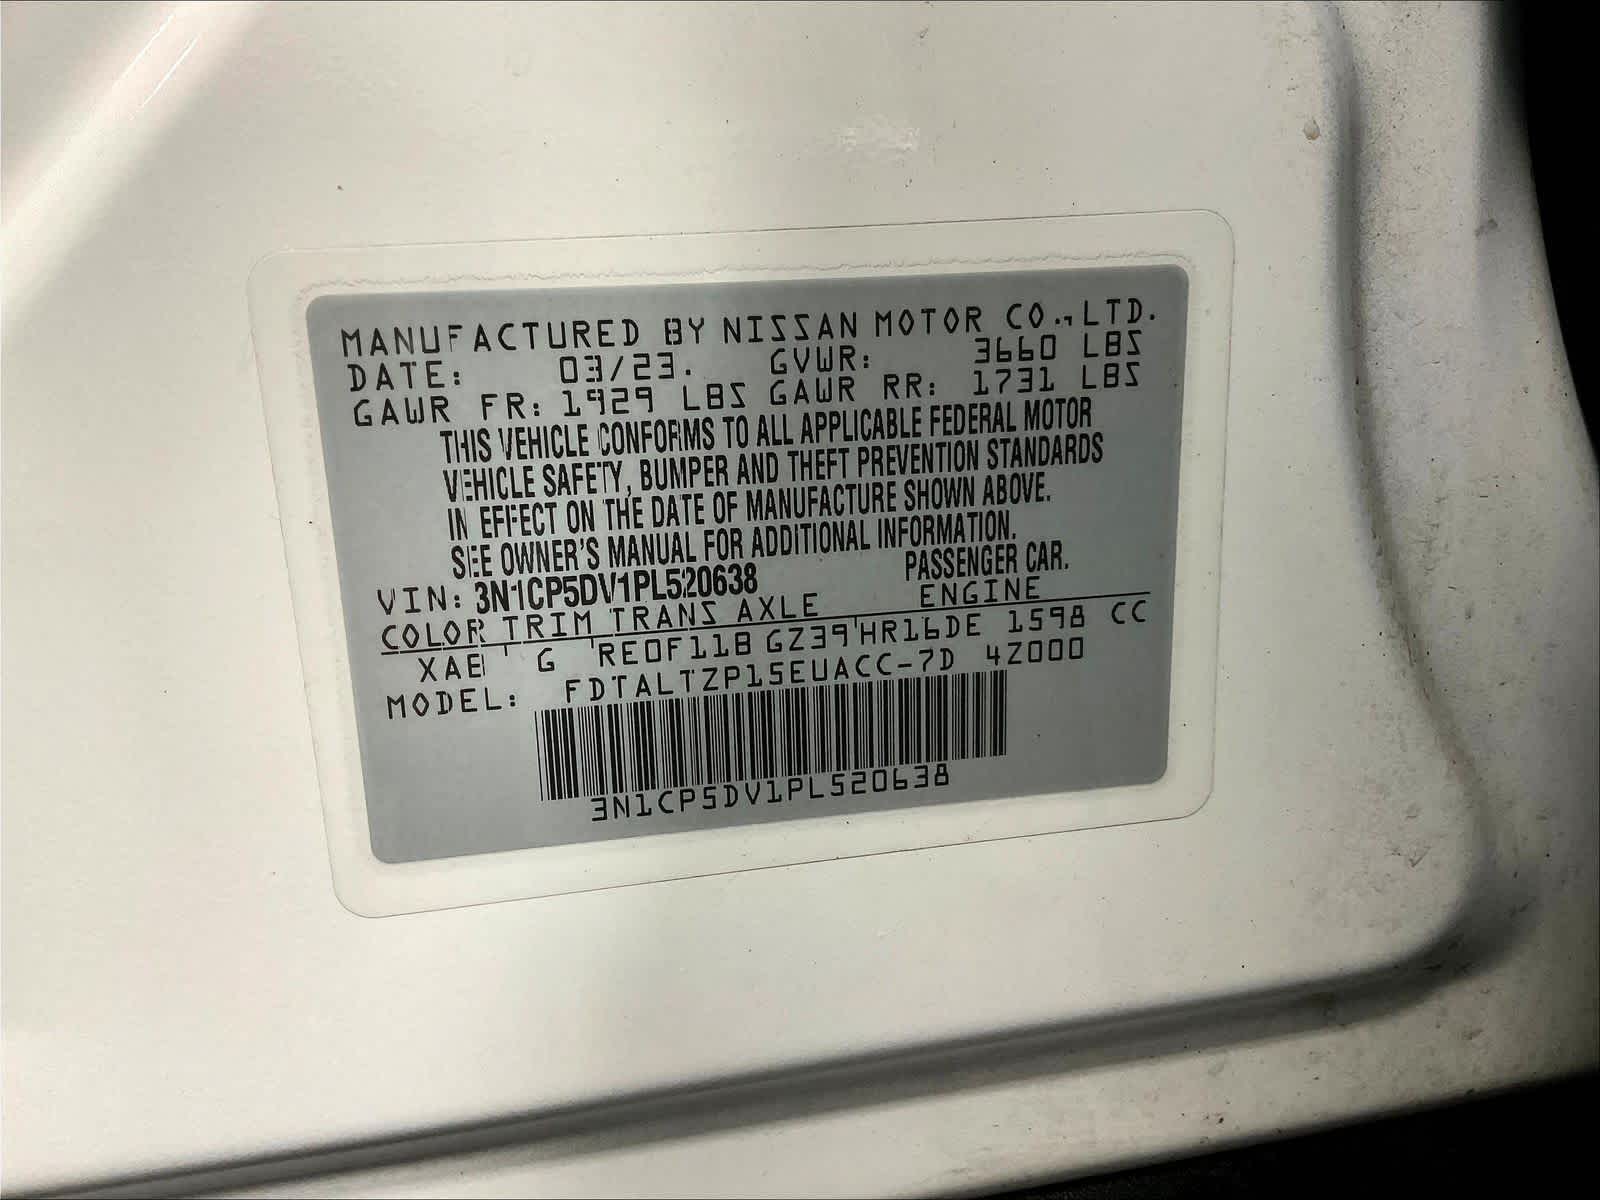 MANUFACTURED BY NISSAN MOTOR CO., LTD.
DATE: 03/23. GVWR: 3660 LBS
GAWR FR: 1929 LBS GAWR RR: 1731 LBS
THIS VEHICLE CONFORMS TO ALL APPLICABLE FEDERAL MOTOR
VEHICLE SAFETY, BUMPER AND THEFT PREVENTION STANDARDS
IN EFFECT ON THE DATE OF MANUFACTURE SHOWN ABOVE.
SEE OWNER'S MANUAL FOR ADDITIONAL INFORMATION.
PASSENGER CAR.
VIN: 3N1CP5DV1PL520638
COLOR TRIM TRANS AXLE ENGINE
XAE G RE0F11B GZ39 HR16DE 1598 CC
MODEL: FDTALTZP15EUACC-7D 4Z000
3N1CP5DV1PL520638